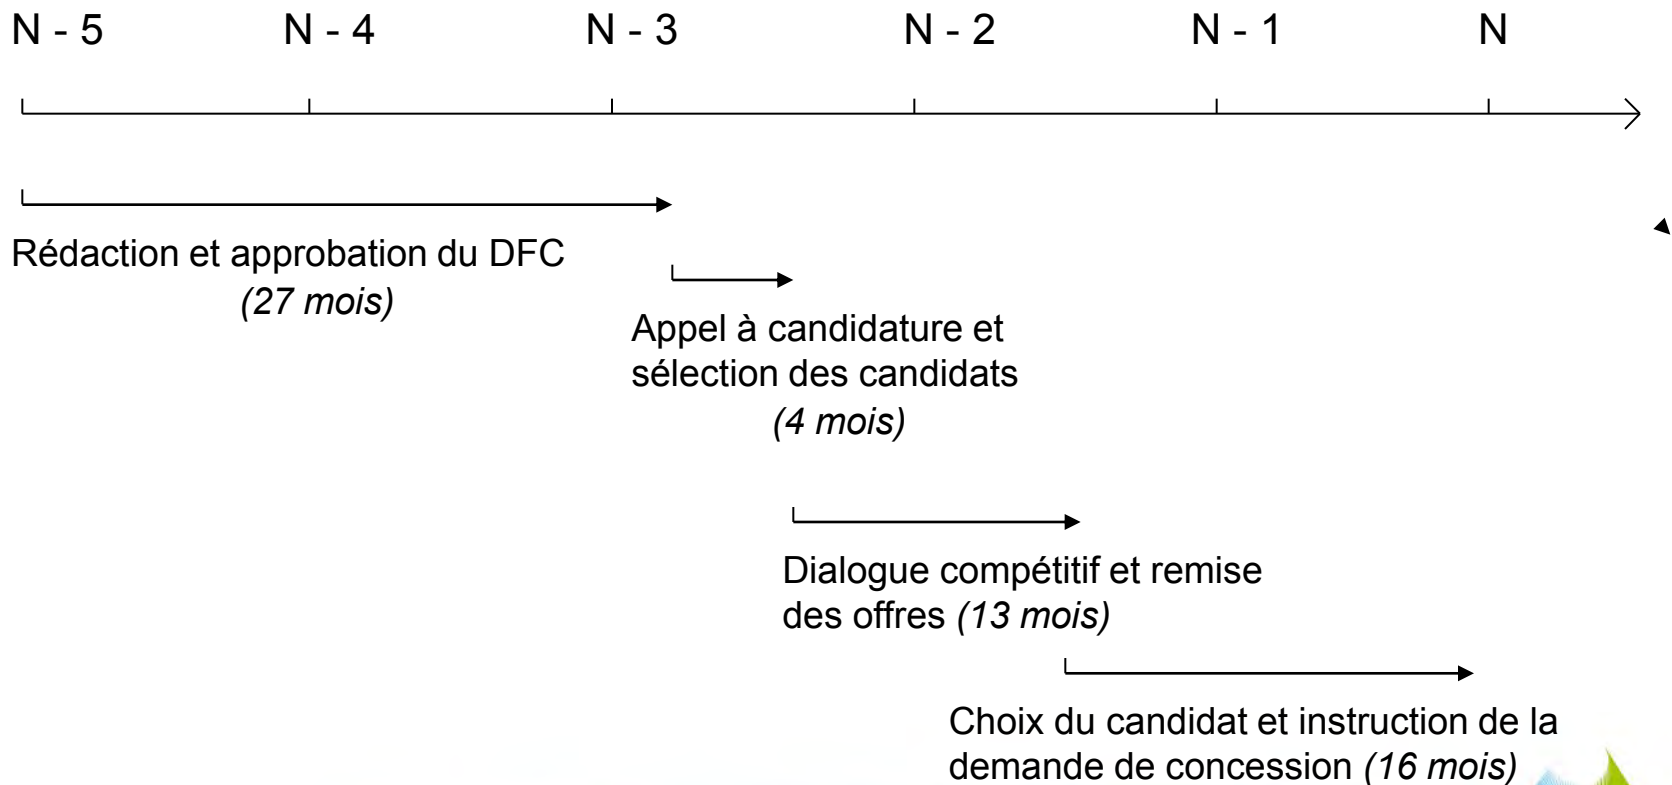 N - 5 N - 4 N - 3 N - 2 N - 1 N
Rédaction et approbation du DFC
(27 mois)
Appel à candidature et
sélection des candidats
(4 mois)
Dialogue compétitif et remise
des offres (13 mois)
Choix du candidat et instruction de la
demande de concession (16 mois)